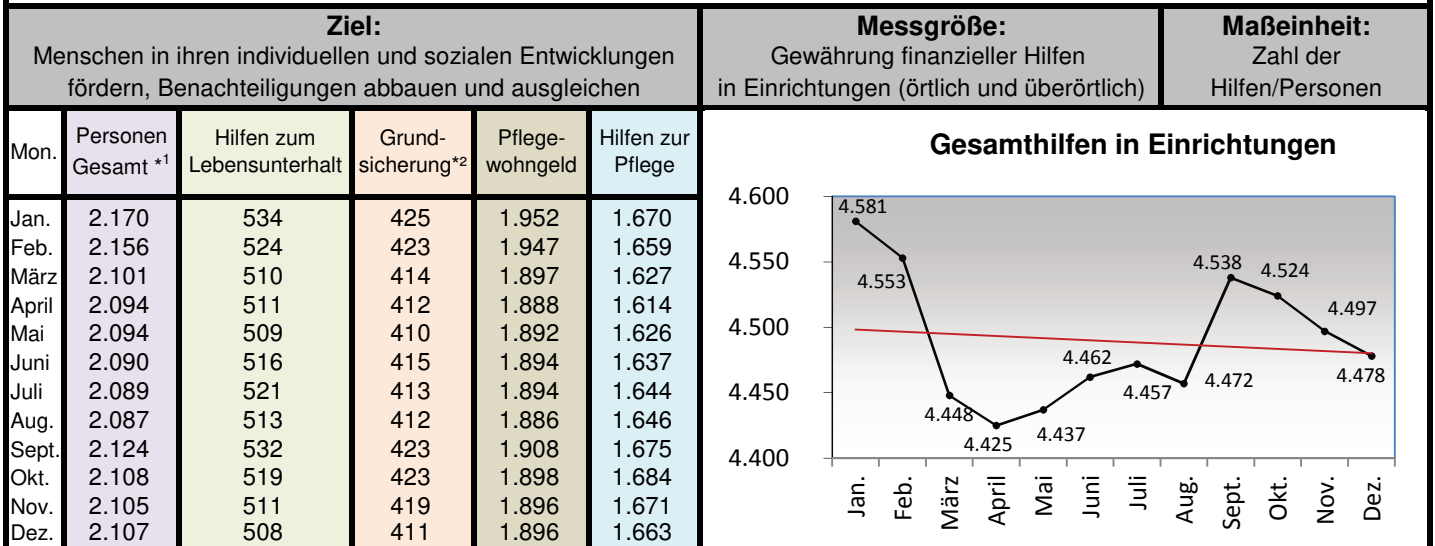 Ziel:
Menschen in ihren individuellen und sozialen Entwicklungen
fördern, Benachteiligungen abbauen und ausgleichen
Messgröße:
Gewährung finanzieller Hilfen
in Einrichtungen (örtlich und überörtlich)
Maßeinheit:
Zahl der
Hilfen/Personen
Mon. Personen Gesamt *1 Hilfen zum Lebensunterhalt Grund-sicherung*² Pflege-wohngeld Hilfen zur Pflege
Jan. 2.170 534 425 1.952 1.670
Feb. 2.156 524 423 1.947 1.659
März 2.101 510 414 1.897 1.627
April 2.094 511 412 1.888 1.614
Mai 2.094 509 410 1.892 1.626
Juni 2.090 516 415 1.894 1.637
Juli 2.089 521 413 1.894 1.644
Aug. 2.087 513 412 1.886 1.646
Sept. 2.124 532 423 1.908 1.675
Okt. 2.108 519 423 1.898 1.684
Nov. 2.105 511 419 1.896 1.671
Dez. 2.107 508 411 1.896 1.663
Gesamthilfen in Einrichtungen
4.600
4.550
4.500
4.450
4.400
4.581
4.553
4.448
4.425
4.437
4.462
4.457
4.472
4.538
4.524
4.497
4.478
Jan.
Feb.
März
April
Mai
Juni
Juli
Aug.
Sept.
Okt.
Nov.
Dez.